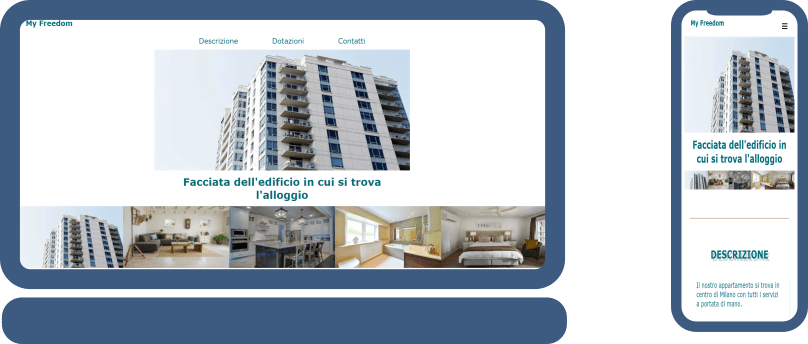 My Freedom
Descrizione Dotazioni Contatti
Facciata dell'edificio in cui si trova
l'alloggio
My Freedom
Facciata dell'edificio in
cui si trova l'alloggio
DESCRIZIONE
Il nostro appartamento si trova in
centro di Milano con tutti i servizi
a portata di mano.